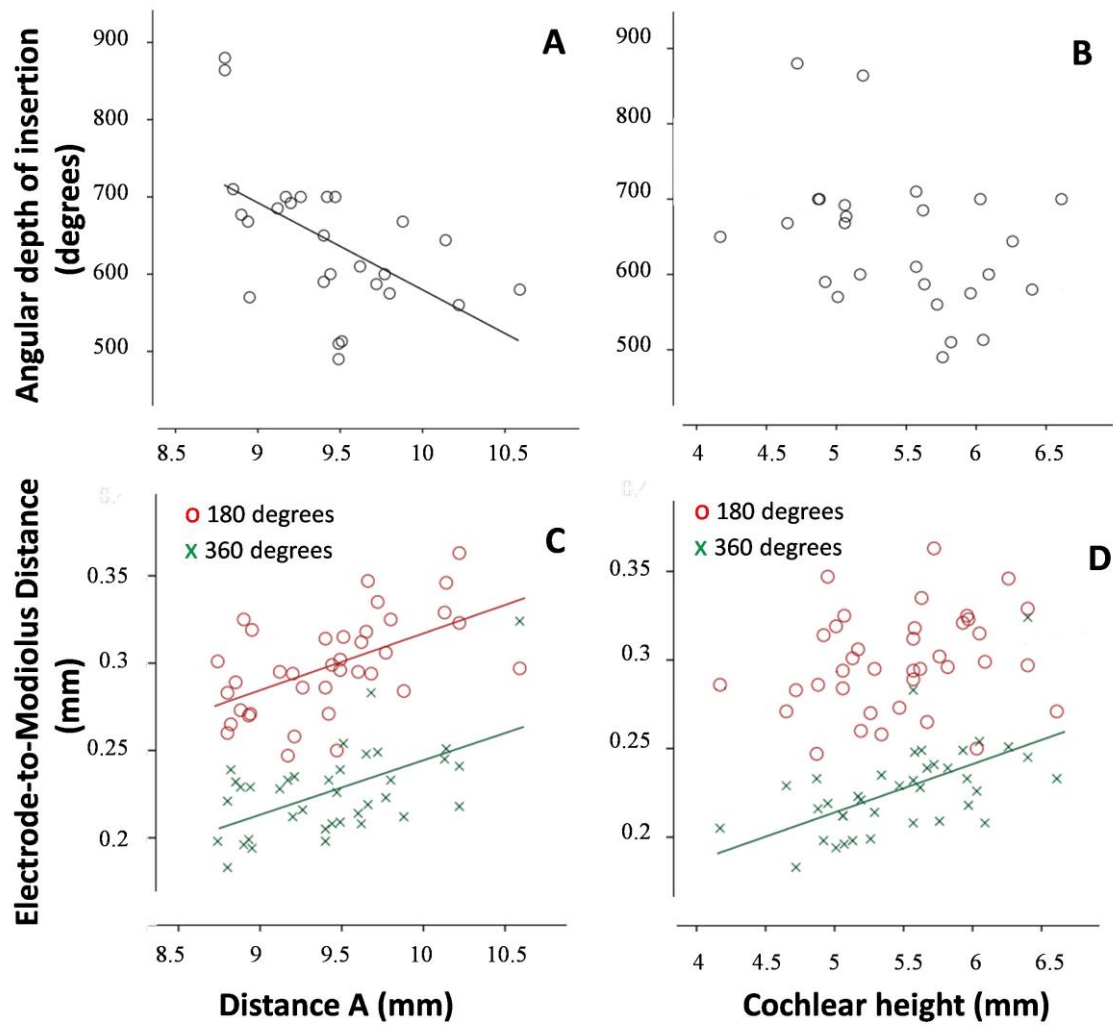 Angular depth of insertion
(degrees)
900
800
700
600
500
A
8.5 9 9.5 10 10.5
900
800
700
600
500
B
4 4.5 5 5.5 6 6.5
Electrode-to-Modiolus Distance
(mm)
O 180 degrees
X 360 degrees
C
0.35
0.3
0.25
0.2
8.5 9 9.5 10 10.5
Distance A (mm)
O 180 degrees
X 360 degrees
D
0.35
0.3
0.25
0.2
4 4.5 5 5.5 6 6.5
Cochlear height (mm)